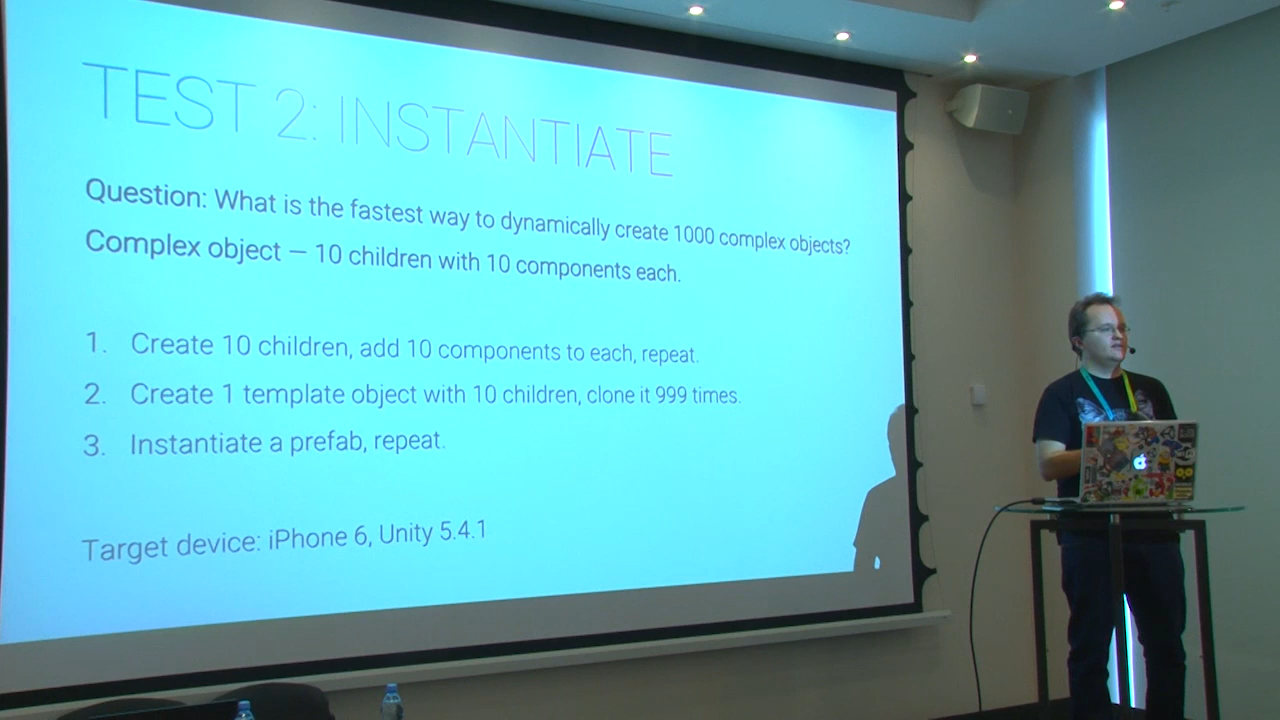 TEST 2: INSTANTIATE
Question: What is the fastest way to dynamically create 1000 complex objects?
Complex object — 10 children with 10 components each.
1. Create 10 children, add 10 components to each, repeat.
2. Create 1 template object with 10 children, clone it 999 times.
3. Instantiate a prefab, repeat.
Target device: iPhone 6, Unity 5.4.1